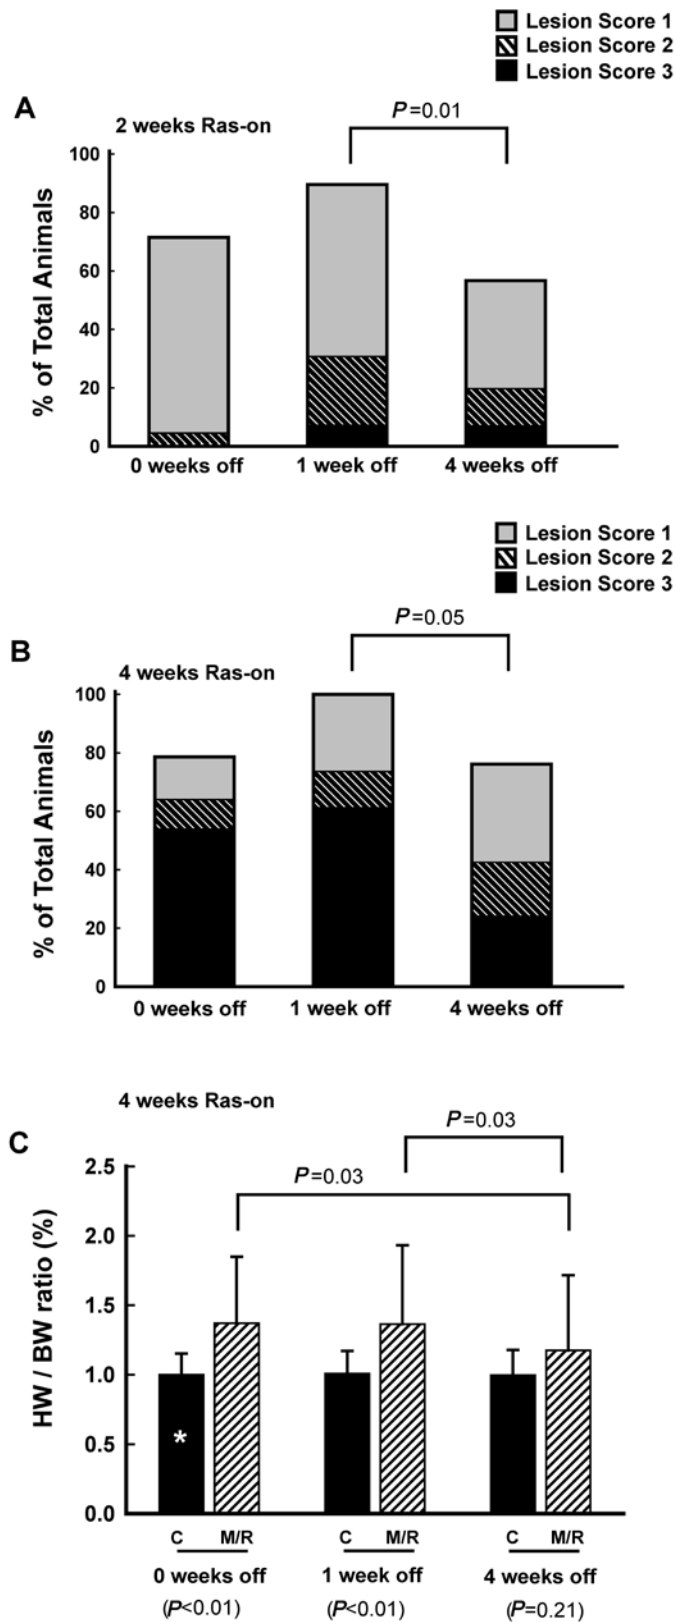 Lesion Score 1
Lesion Score 2
Lesion Score 3
A
2 weeks Ras-on
P=0.01
% of Total Animals
100
80
60
40
20
0
0 weeks off 1 week off 4 weeks off
Lesion Score 1
Lesion Score 2
Lesion Score 3
B
4 weeks Ras-on
P=0.05
% of Total Animals
100
80
60
40
20
0
0 weeks off 1 week off 4 weeks off
4 weeks Ras-on
C
P=0.03
P=0.03
HW / BW ratio (%)
2.5
2.0
1.5
1.0
0.5
0.0
*
C M/R C M/R C M/R
0 weeks off 1 week off 4 weeks off
(P<0.01) (P<0.01) (P=0.21)